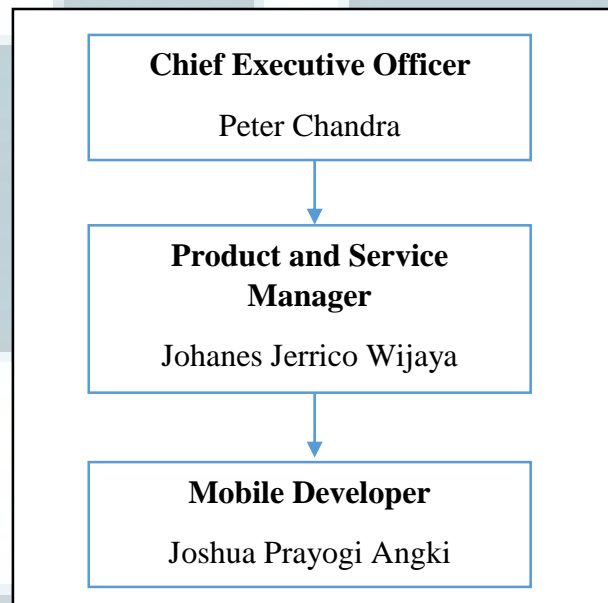 Chief Executive Officer
Peter Chandra
Product and Service
Manager
Johanes Jerrico Wijaya
Mobile Developer
Joshua Prayogi Angki